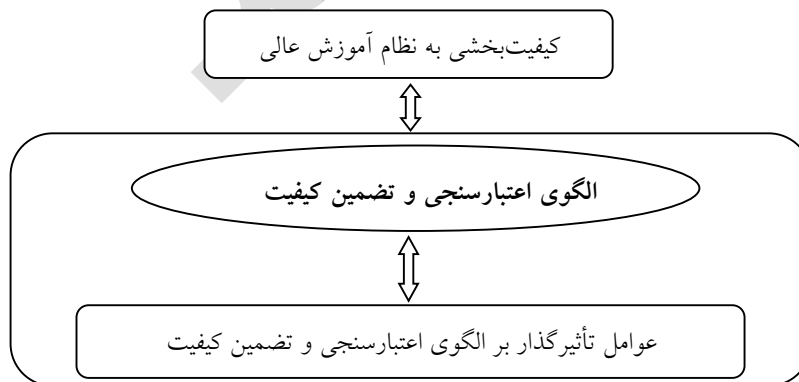 کیفیت‌بخشی به نظام آموزش عالی
الگوی اعتبارسنجی و تضمین کیفیت
عوامل تأثیرگذار بر الگوی اعتبارسنجی و تضمین کیفیت